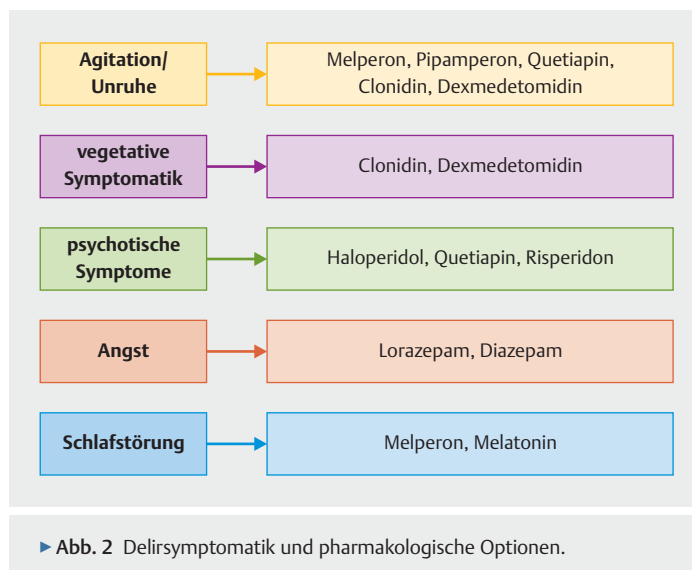 Agitation/
Unruhe
Melperon, Pipamperon, Quetiapin,
Clonidin, Dexmedetomidin
vegetative
Symptomatik
Clonidin, Dexmedetomidin
psychotische
Symptome
Haloperidol, Quetiapin, Risperidon
Angst
Lorazepam, Diazepam
Schlafstörung
Melperon, Melatonin
▶ Abb. 2 Delirsymptomatik und pharmakologische Optionen.